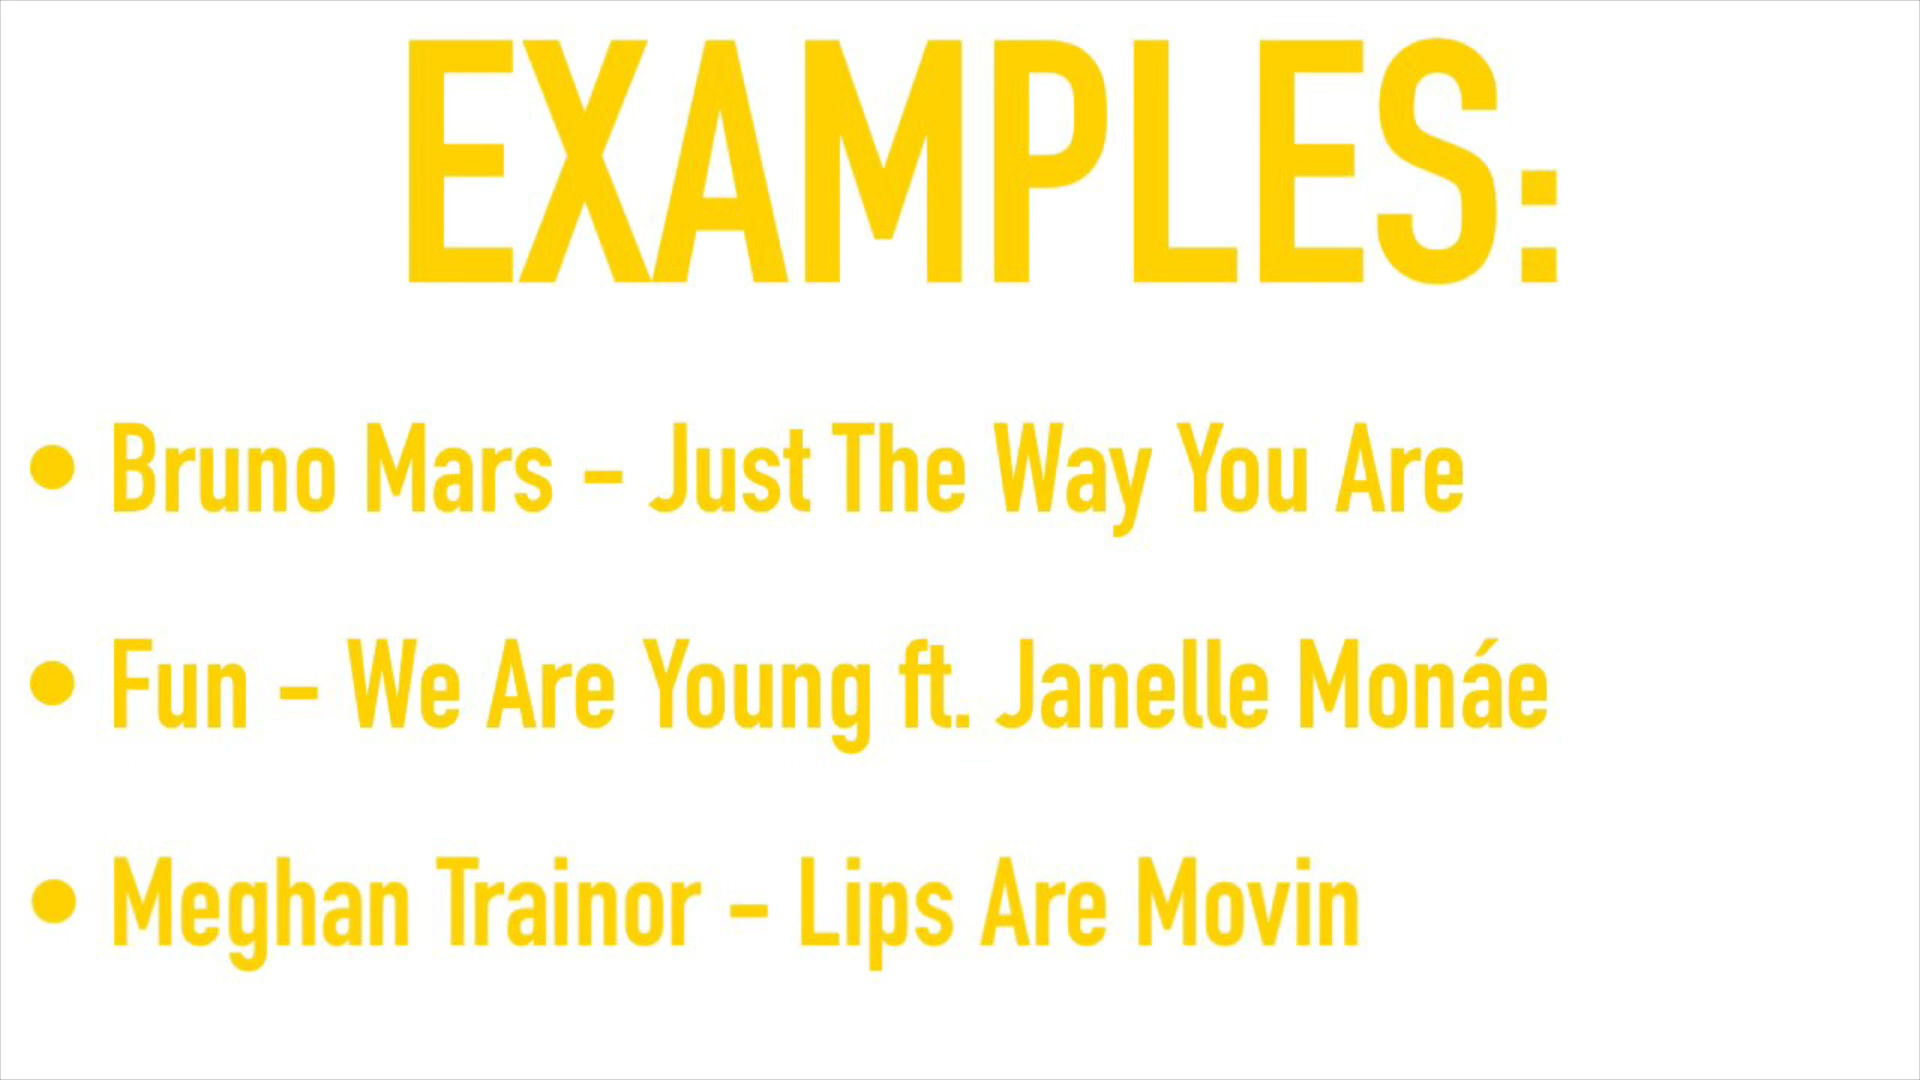 EXAMPLES:
• Bruno Mars - Just The Way You Are
• Fun - We Are Young ft. Janelle Monáe
• Meghan Trainor - Lips Are Movin